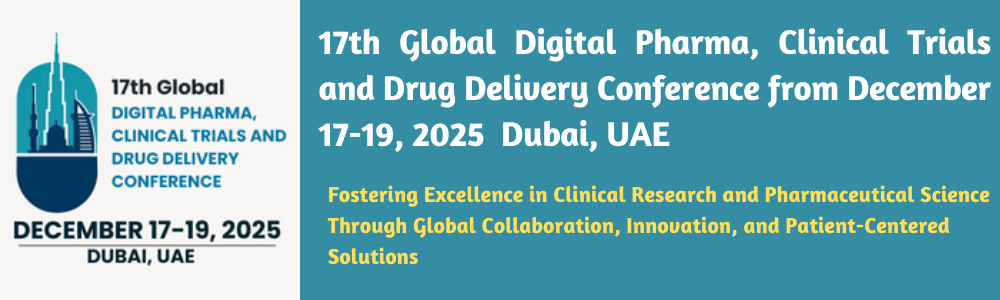 17th Global
DIGITAL PHARMA,
CLINICAL TRIALS AND
DRUG DELIVERY
CONFERENCE
DECEMBER 17-19, 2025
DUBAI, UAE
17th Global Digital Pharma, Clinical Trials
and Drug Delivery Conference from December
17-19, 2025 Dubai, UAE
Fostering Excellence in Clinical Research and Pharmaceutical Science
Through Global Collaboration, Innovation, and Patient-Centered
Solutions